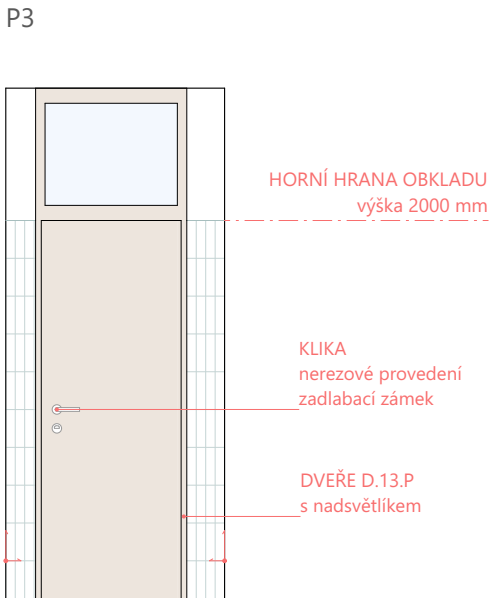 P3
HORNÍ HRANA OBKLADU
výška 2000 mm
KLIKA
nerezové provedení
zadlabací zámek
DVEŘE D.13.P
s nadsvětlíkem